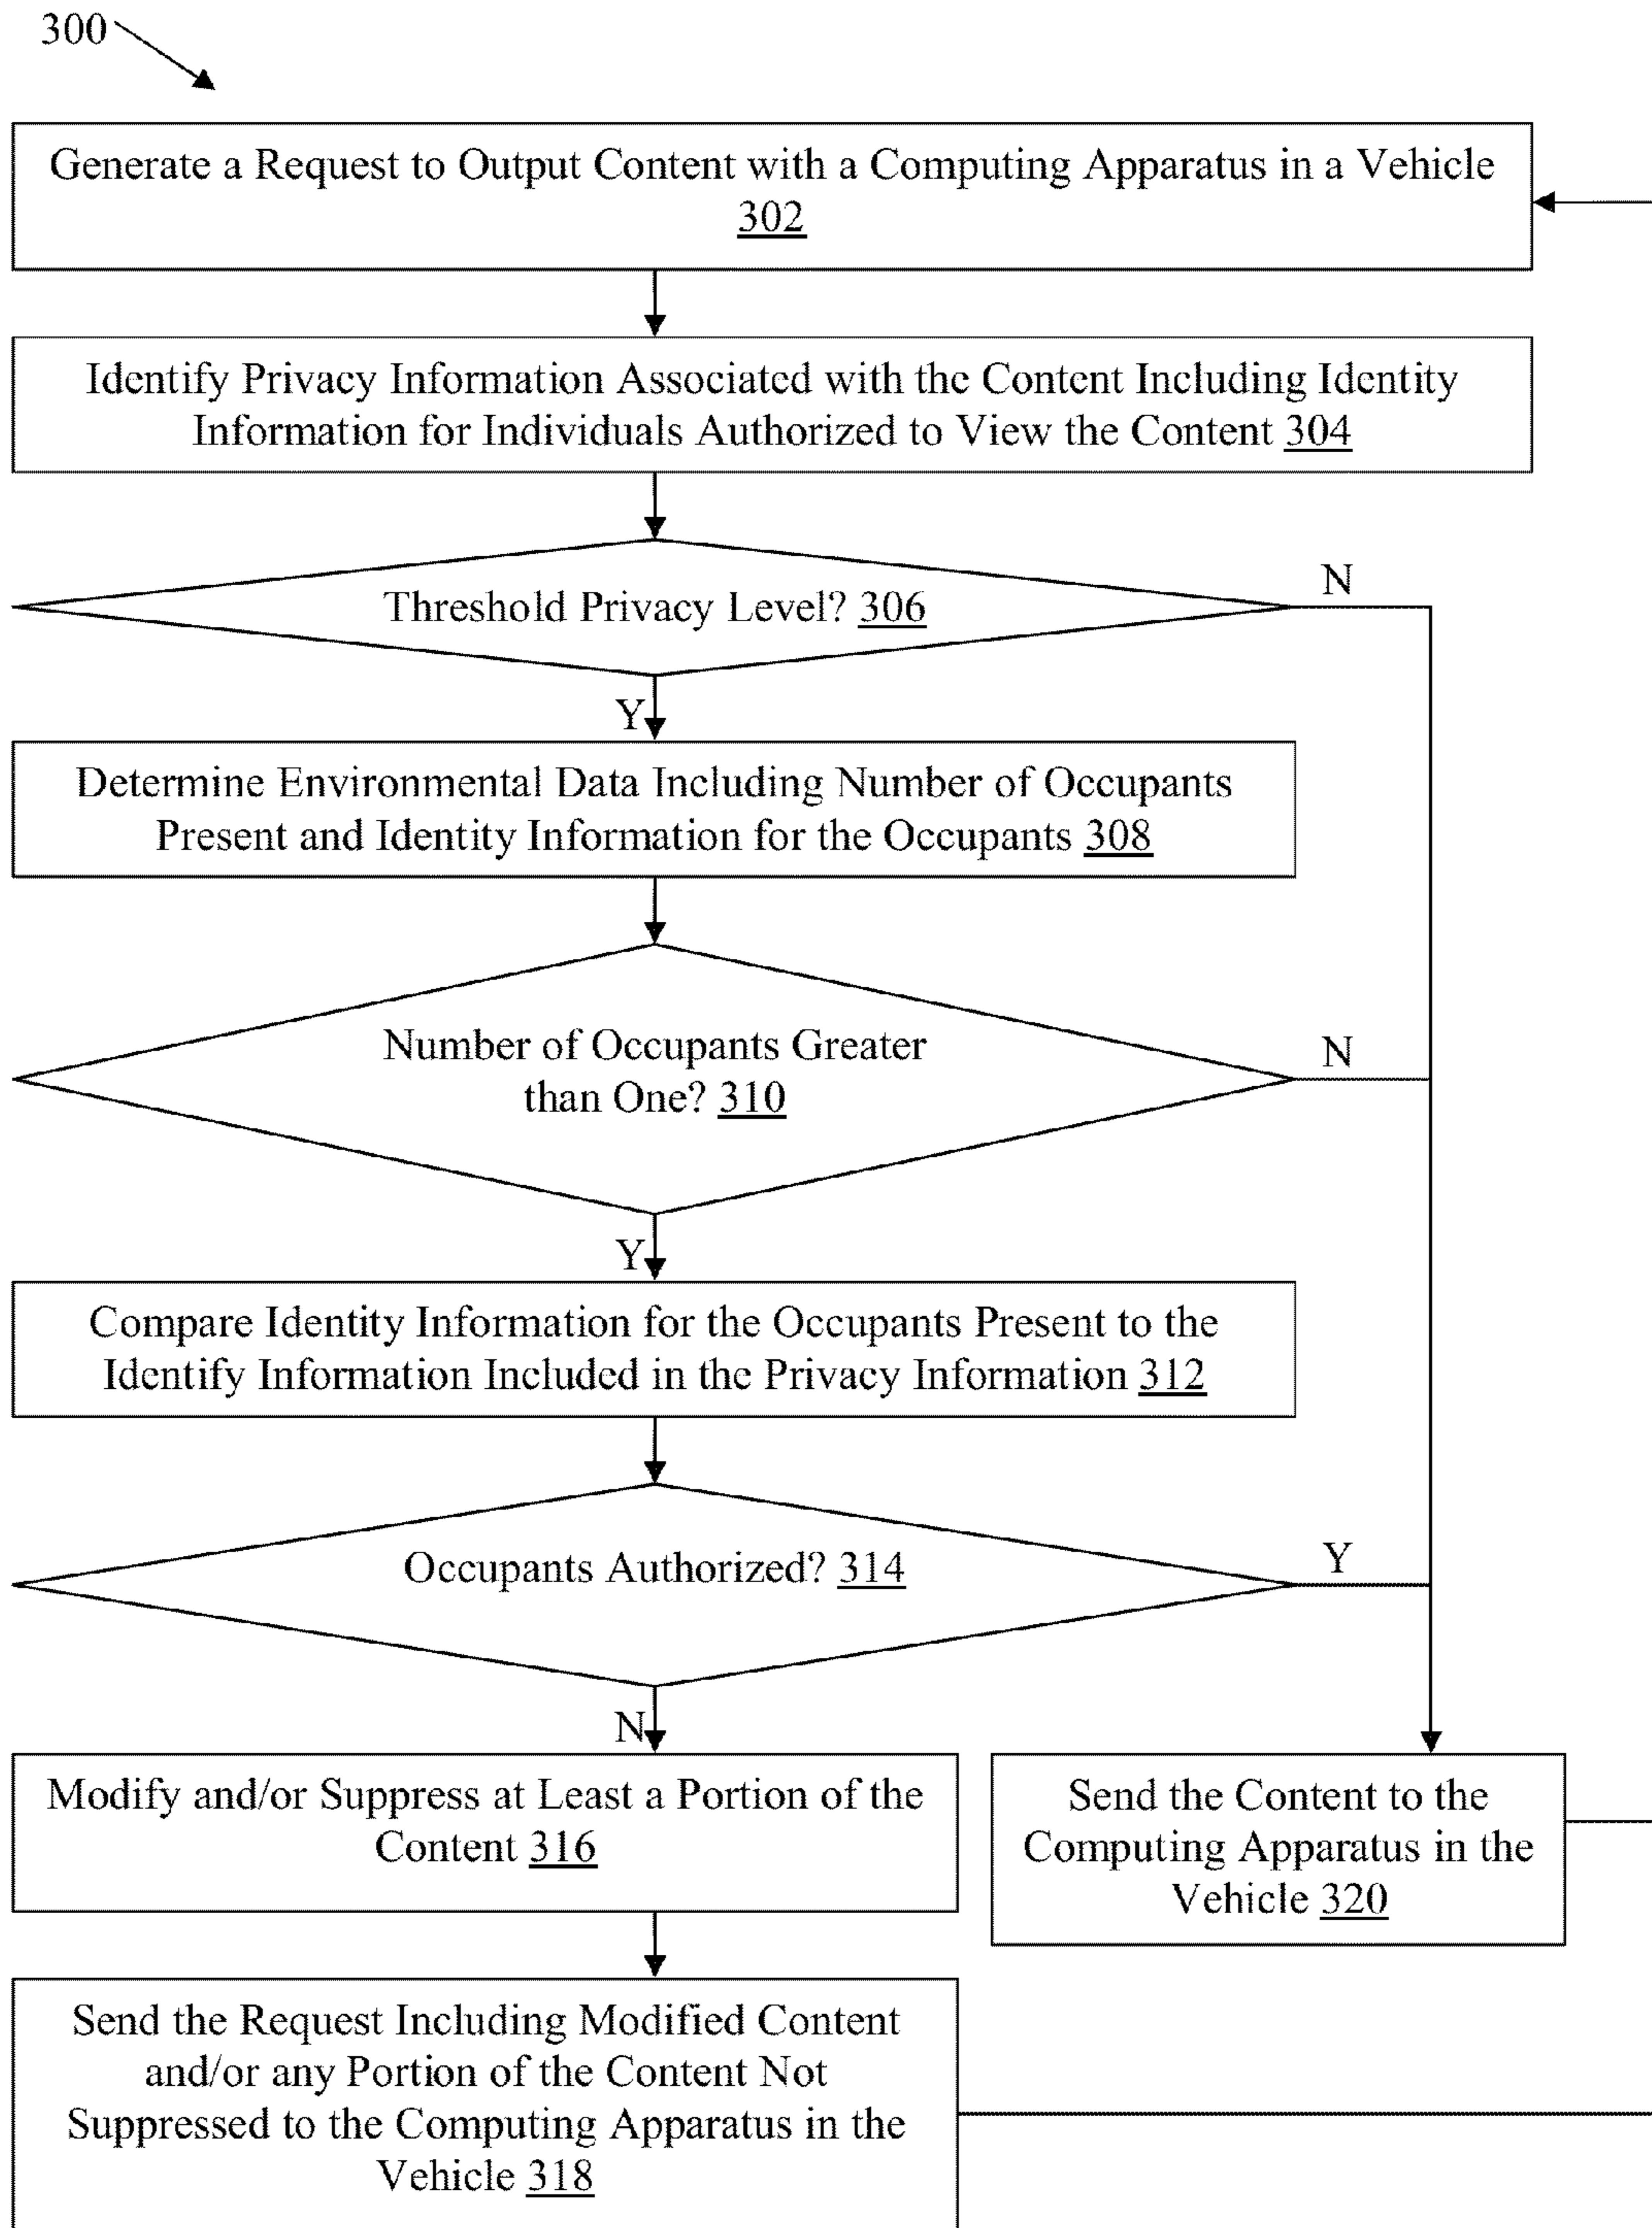 300
Generate a Request to Output Content with a Computing Apparatus in a Vehicle
302
Identify Privacy Information Associated with the Content Including Identity
Information for Individuals Authorized to View the Content 304
Threshold Privacy Level? 306
N
Y
Determine Environmental Data Including Number of Occupants
Present and Identity Information for the Occupants 308
Number of Occupants Greater
than One? 310
N
Y
Compare Identity Information for the Occupants Present to the
Identify Information Included in the Privacy Information 312
Occupants Authorized? 314
Y
N
Modify and/or Suppress at Least a Portion of the
Content 316
Send the Content to the
Computing Apparatus in the
Vehicle 320
Send the Request Including Modified Content
and/or any Portion of the Content Not
Suppressed to the Computing Apparatus in the
Vehicle 318